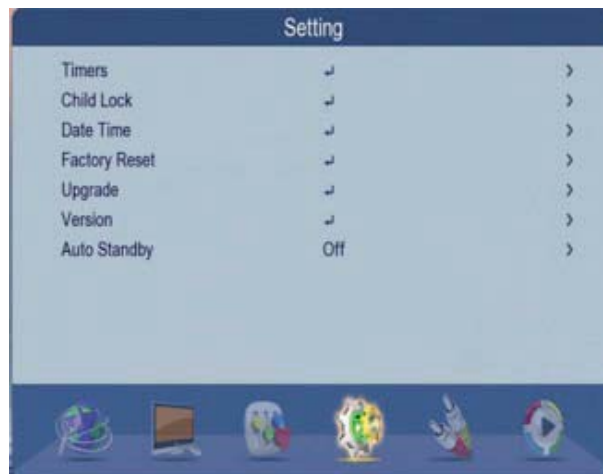 Setting
Timers
Child Lock
Date Time
Factory Reset
Upgrade
Version
Auto Standby Off